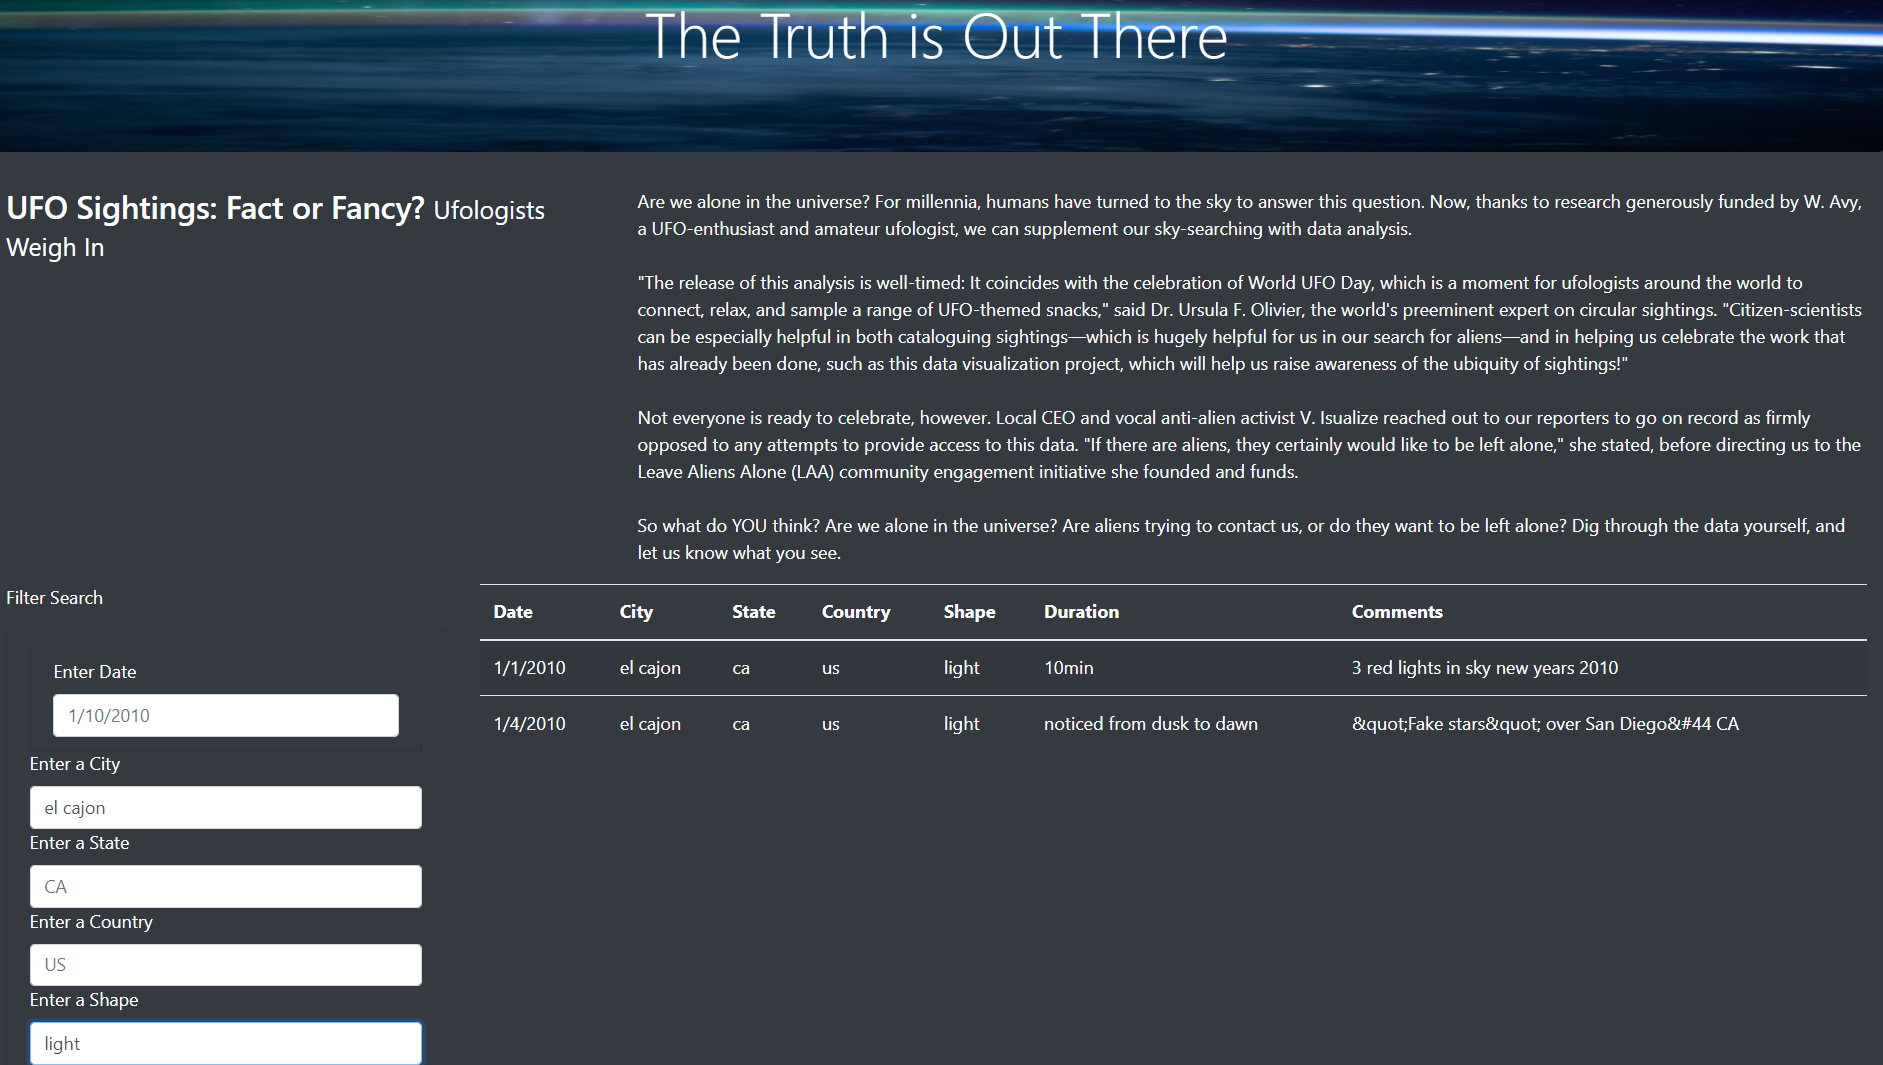 The Truth is Out There
UFO Sightings: Fact or Fancy? Ufologists
Weigh In
Are we alone in the universe? For millennia, humans have turned to the sky to answer this question. Now, thanks to research generously funded by W. Avy,
a UFO-enthusiast and amateur ufologist, we can supplement our sky-searching with data analysis.
"The release of this analysis is well-timed: It coincides with the celebration of World UFO Day, which is a moment for ufologists around the world to
connect, relax, and sample a range of UFO-themed snacks," said Dr. Ursula F. Olivier, the world's preeminent expert on circular sightings. "Citizen-scientists
can be especially helpful in both cataloguing sightings—which is hugely helpful for us in our search for aliens—and in helping us celebrate the work that
has already been done, such as this data visualization project, which will help us raise awareness of the ubiquity of sightings!"
Not everyone is ready to celebrate, however. Local CEO and vocal anti-alien activist V. Isualize reached out to our reporters to go on record as firmly
opposed to any attempts to provide access to this data. "If there are aliens, they certainly would like to be left alone," she stated, before directing us to the
Leave Aliens Alone (LAA) community engagement initiative she founded and funds.
So what do YOU think? Are we alone in the universe? Are aliens trying to contact us, or do they want to be left alone? Dig through the data yourself, and
let us know what you see.
Filter Search
Enter Date
1/10/2010
Enter a City
el cajon
Enter a State
CA
Enter a Country
US
Enter a Shape
light
Date City State Country Shape Duration Comments
1/1/2010 el cajon ca us light 10min 3 red lights in sky new years 2010
1/4/2010 el cajon ca us light noticed from dusk to dawn &quot;Fake stars&quot; over San Diego&#44 CA